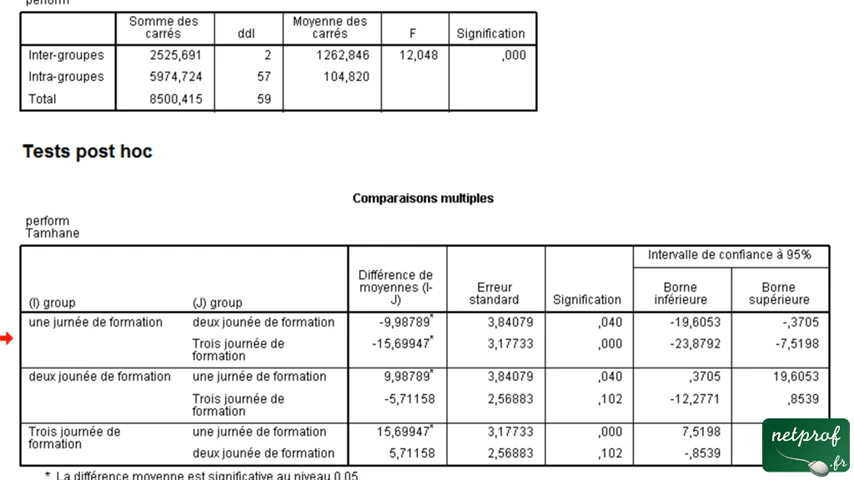 perform
Somme des carrés ddl Moyenne des carrés F Signification
Inter-groupes 2525,691 2 1262,846 12,048 ,000
Intra-groupes 5974,724 57 104,820
Total 8500,415 59
Tests post hoc
Comparaisons multiples
perform
Tamhane
Intervalle de confiance à 95%
(I) group (J) group Différence de moyennes (I-J) Erreur standard Signification Borne inférieure Borne supérieure
une jurnée de formation deux jounée de formation -9,98789* 3,84079 ,040 -19,6053 -,3705
Trois journée de formation -15,69947* 3,17733 ,000 -23,8792 -7,5198
deux jounée de formation une jurnée de formation 9,98789* 3,84079 ,040 ,3705 19,6053
Trois journée de formation -5,71158 2,56883 ,102 -12,2771 ,8539
Trois journée de formation une jurnée de formation 15,69947* 3,17733 ,000 7,5198
deux jounée de formation 5,71158 2,56883 ,102 -,8539
*. La différence moyenne est significative au niveau 0.05.
netprof
.fr